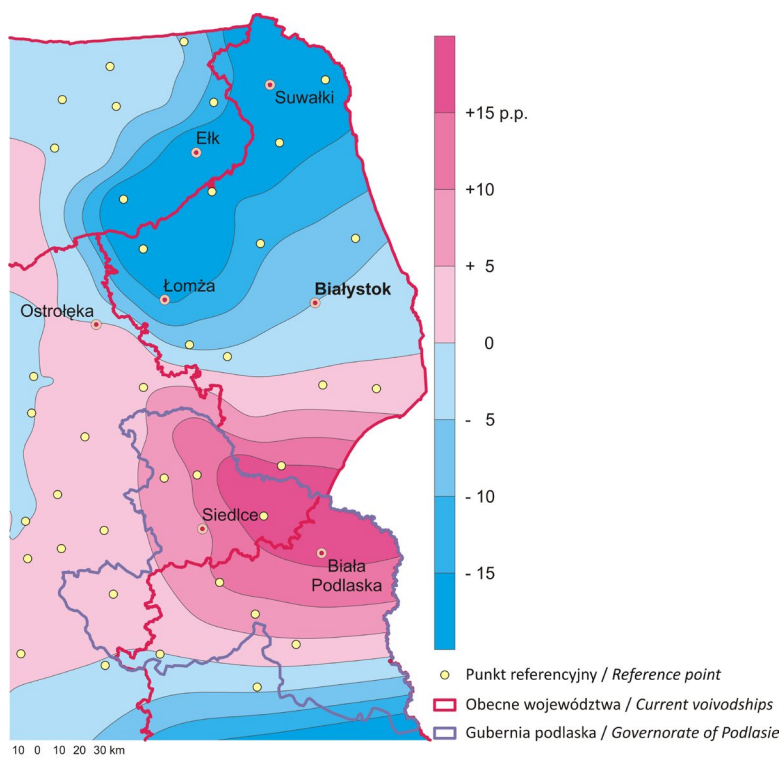 Suwałki
+15 p.p.
Ełk
+10
+ 5
Łomża
Białystok
Ostrołęka
0
- 5
- 10
Siedlce
Biała
Podlaska
- 15
Punkt referencyjny / Reference point
Obecne województwa / Current voivodships
Gubernia podlaska / Governorate of Podlasie
10 0 10 20 30 km